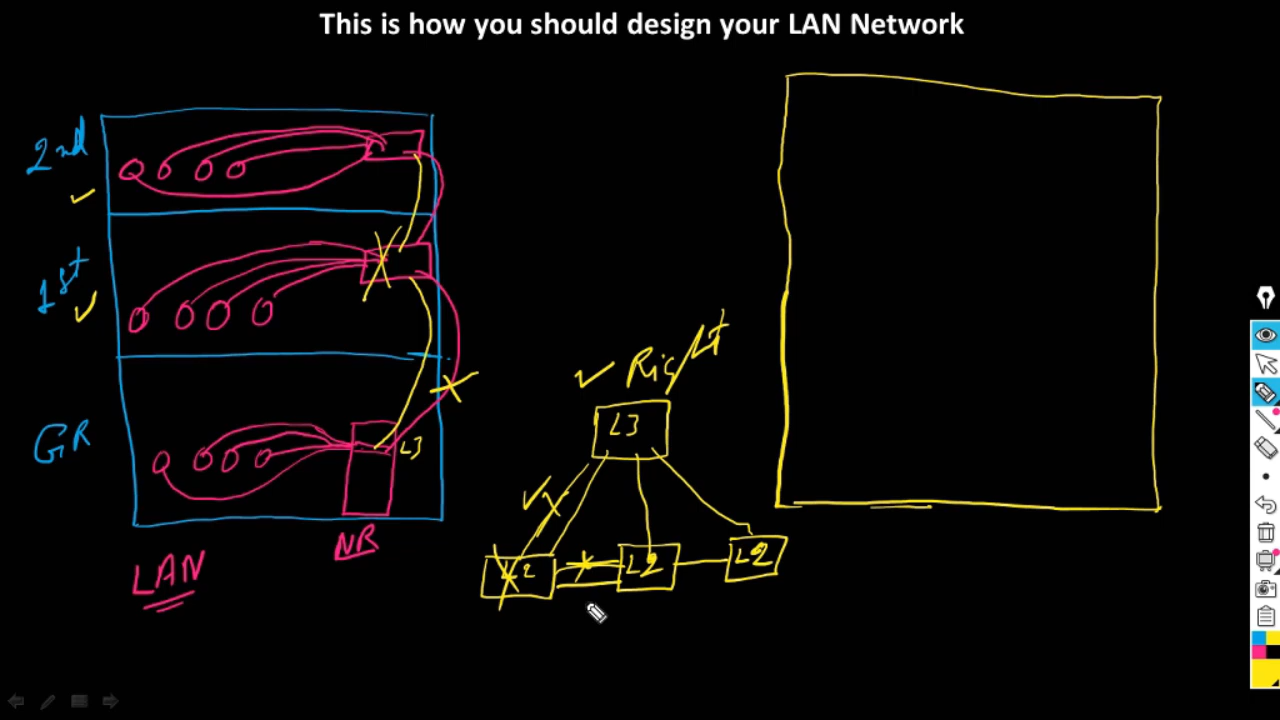 This is how you should design your LAN Network
2nd
1st
GR
L3
NR
LAN
Right
L3
L2
L2
L2